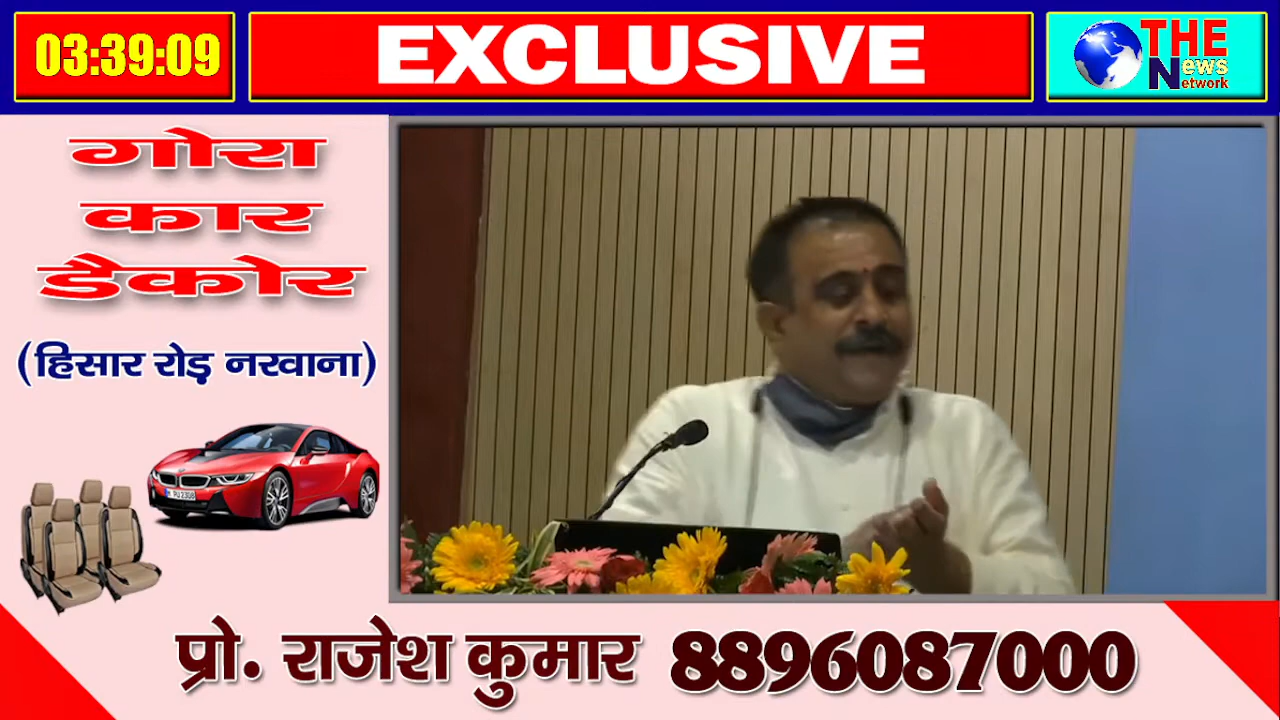 03:39:09
EXCLUSIVE
THE
News
Network
गोरा
कार
डैकोर
(हिसार रोड़ नरवाना)
प्रो. राजेश कुमार 8896087000